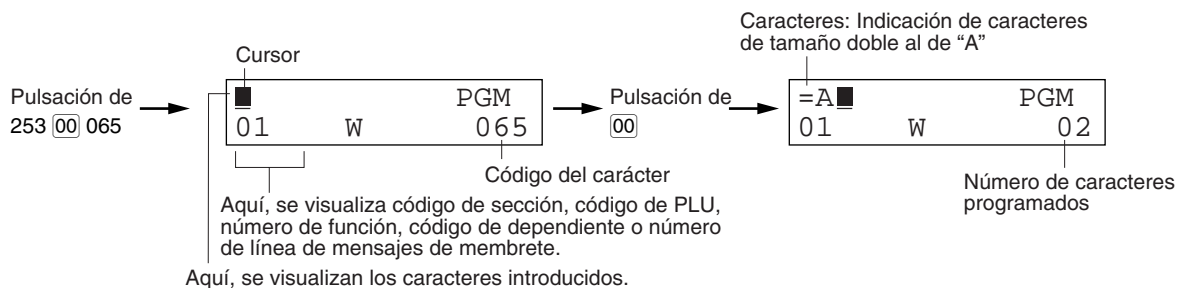 Caracteres: Indicación de caracteres
de tamaño doble al de “A”
Cursor
Pulsación de
253 00 065
PGM
01 W 065
Pulsación de
00
=A PGM
01 W 02
Código del carácter
Número de caracteres
programados
Aquí, se visualiza código de sección, código de PLU,
número de función, código de dependiente o número
de línea de mensajes de membrete.
Aquí, se visualizan los caracteres introducidos.